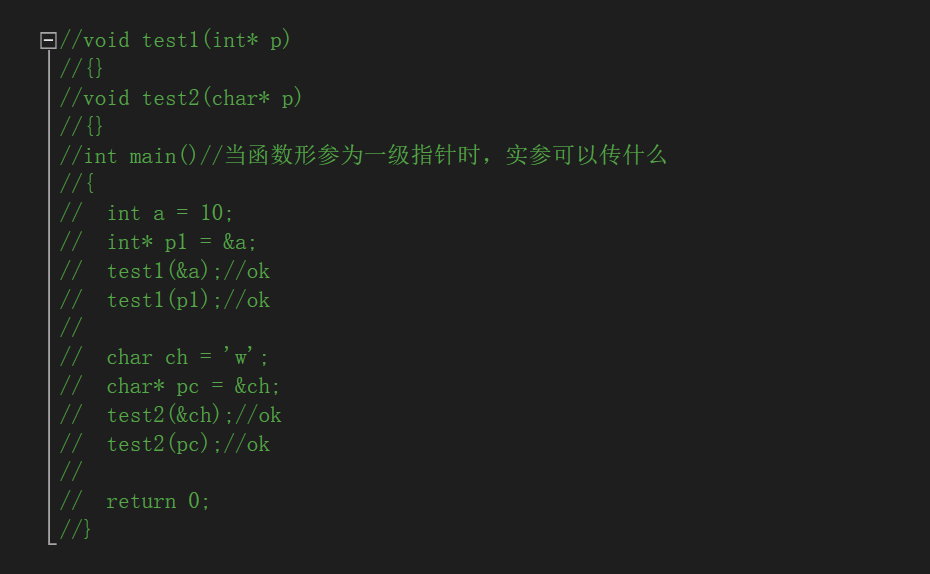 //void test1(int* p)
//{}
//void test2(char* p)
//{}
//int main()//当函数形参为一级指针时，实参可以传什么
//{
//  int a = 10;
//  int* p1 = &a;
//  test1(&a);//ok
//  test1(p1);//ok
//
//  char ch = 'w';
//  char* pc = &ch;
//  test2(&ch);//ok
//  test2(pc);//ok
//
//  return 0;
//}